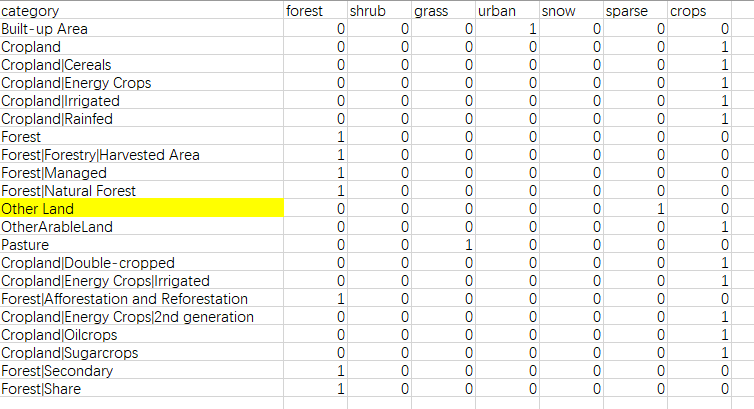 category forest shrub grass urban snow sparse crops
Built-up Area 0 0 0 1 0 0 0
Cropland 0 0 0 0 0 0 1
Cropland|Cereals 0 0 0 0 0 0 1
Cropland|Energy Crops 0 0 0 0 0 0 1
Cropland|Irrigated 0 0 0 0 0 0 1
Cropland|Rainfed 0 0 0 0 0 0 1
Forest 1 0 0 0 0 0 0
Forest|Forestry|Harvested Area 1 0 0 0 0 0 0
Forest|Managed 1 0 0 0 0 0 0
Forest|Natural Forest 1 0 0 0 0 0 0
Other Land 0 0 0 0 0 1 0
OtherArableLand 0 0 0 0 0 0 1
Pasture 0 0 1 0 0 0 0
Cropland|Double-cropped 0 0 0 0 0 0 1
Cropland|Energy Crops|Irrigated 0 0 0 0 0 0 1
Forest|Afforestation and Reforestation 1 0 0 0 0 0 0
Cropland|Energy Crops|2nd generation 0 0 0 0 0 0 1
Cropland|Oilcrops 0 0 0 0 0 0 1
Cropland|Sugarcrops 0 0 0 0 0 0 1
Forest|Secondary 1 0 0 0 0 0 0
Forest|Share 1 0 0 0 0 0 0